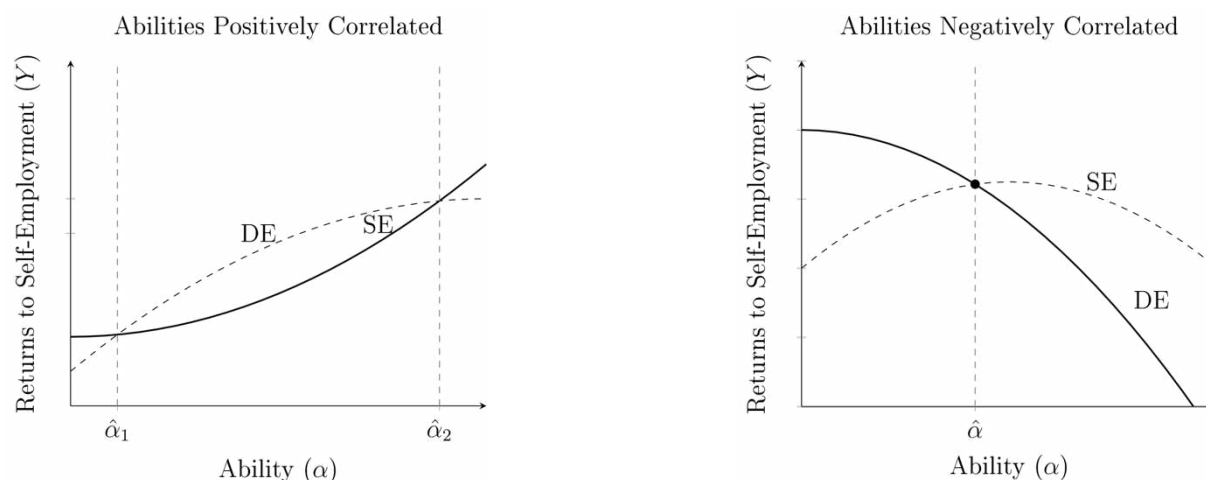 Abilities Positively Correlated
Returns to Self-Employment (Y)
DE
SE
α̂₁
α̂₂
Ability (α)
Abilities Negatively Correlated
Returns to Self-Employment (Y)
SE
DE
α̂
Ability (α)